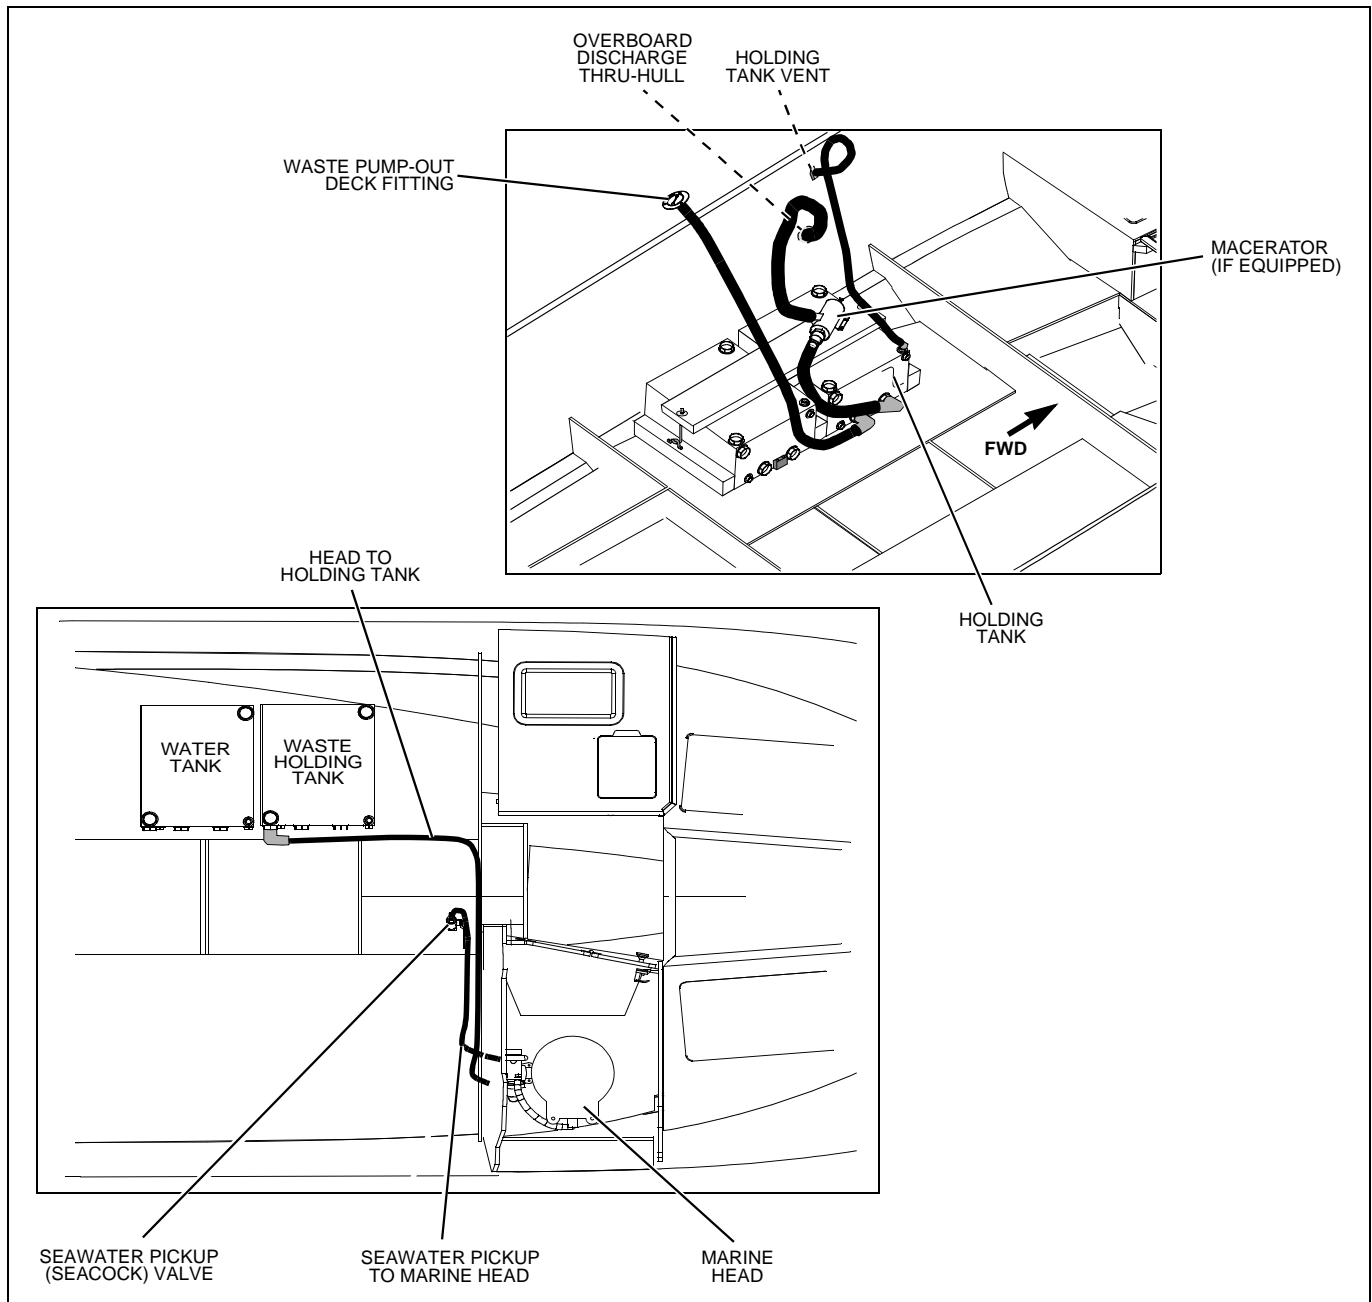 OVERBOARD
DISCHARGE
THRU-HULL
HOLDING
TANK VENT
WASTE PUMP-OUT
DECK FITTING
MACERATOR
(IF EQUIPPED)
FWD
HOLDING
TANK
HEAD TO
HOLDING TANK
WATER
TANK
WASTE
HOLDING
TANK
SEAWATER PICKUP
(SEACOCK) VALVE
SEAWATER PICKUP
TO MARINE HEAD
MARINE
HEAD